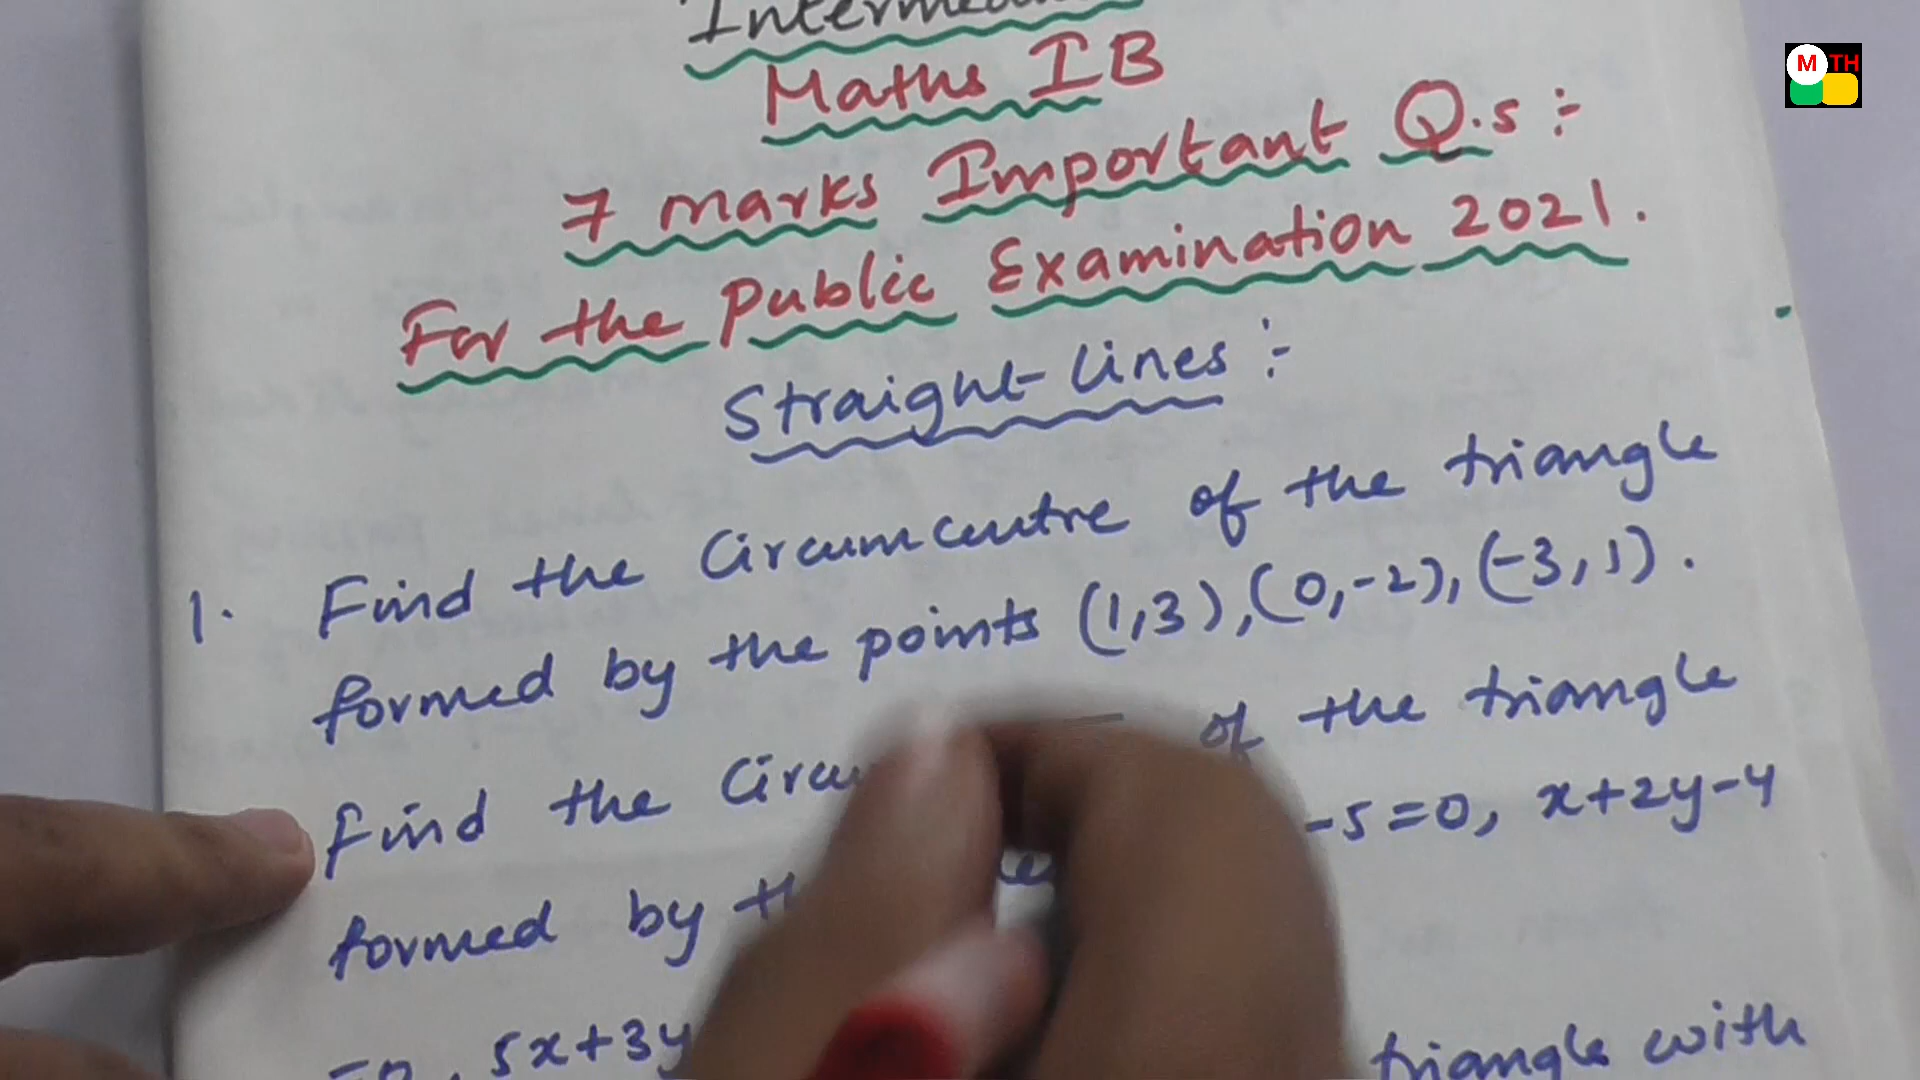 Maths IB
7 marks Important Q.s :-
For the Public Examination 2021.
Straight lines :-
1. Find the Circumcentre of the triangle
formed by the points (1,3), (0,-2), (-3,1).
Find the of the triangle
formed by -5=0, x+2y-4
=0, 5x+3y triangle with
M TH